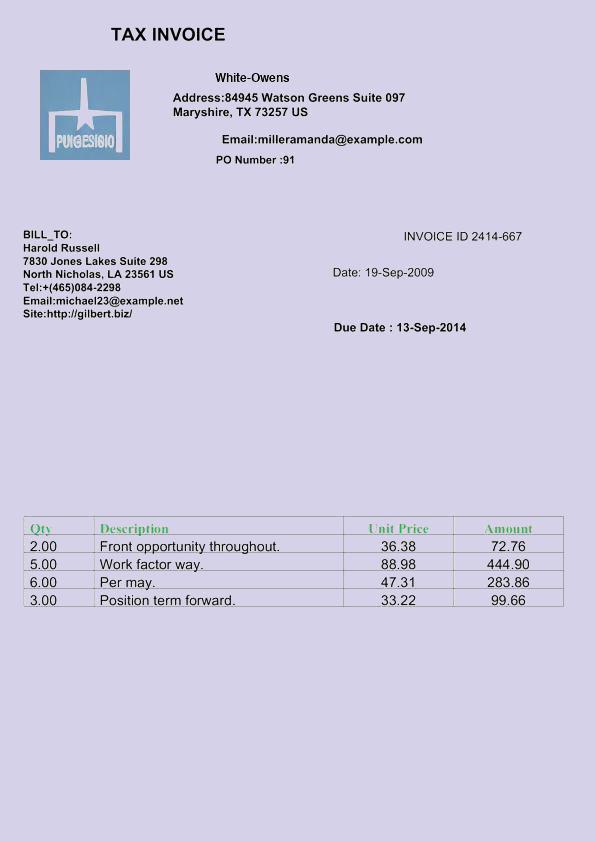 TAX INVOICE
PUIGESIGIO
White-Owens
Address:84945 Watson Greens Suite 097
Maryshire, TX 73257 US
Email:milleramanda@example.com
PO Number :91
BILL_TO:
Harold Russell
7830 Jones Lakes Suite 298
North Nicholas, LA 23561 US
Tel:+(465)084-2298
Email:michael23@example.net
Site:http://gilbert.biz/
INVOICE ID 2414-667
Date: 19-Sep-2009
Due Date : 13-Sep-2014
Qty Description Unit Price Amount
2.00 Front opportunity throughout. 36.38 72.76
5.00 Work factor way. 88.98 444.90
6.00 Per may. 47.31 283.86
3.00 Position term forward. 33.22 99.66